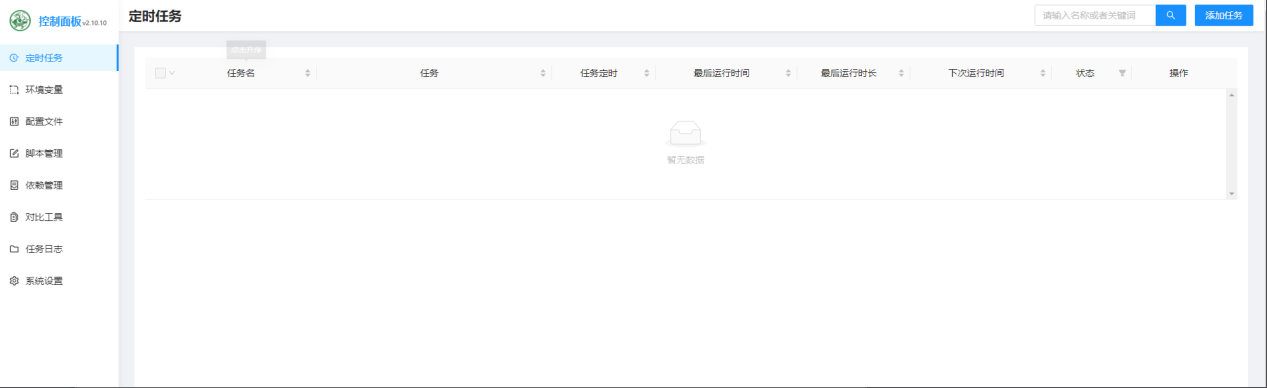 控制面板 v2.10.10
定时任务
环境变量
配置文件
脚本管理
依赖管理
对比工具
任务日志
系统设置
定时任务
请输入名称或者关键词
添加任务
点击升序
任务名
任务
任务定时
最后运行时间
最后运行时长
下次运行时间
状态
操作
暂无数据